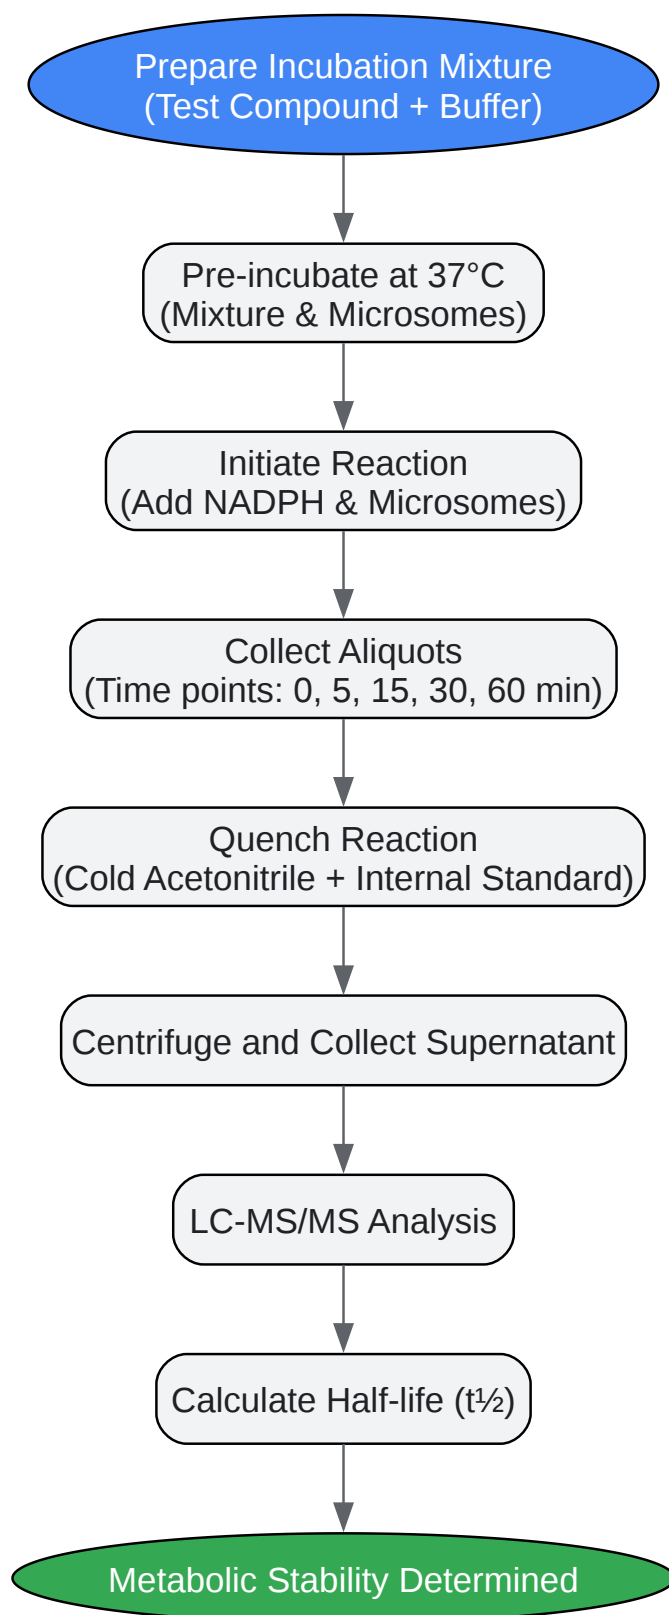 Prepare Incubation Mixture
(Test Compound + Buffer)
Pre-incubate at 37°C
(Mixture & Microsomes)
Initiate Reaction
(Add NADPH & Microsomes)
Collect Aliquots
(Time points: 0, 5, 15, 30, 60 min)
Quench Reaction
(Cold Acetonitrile + Internal Standard)
Centrifuge and Collect Supernatant
LC-MS/MS Analysis
Calculate Half-life (t½)
Metabolic Stability Determined